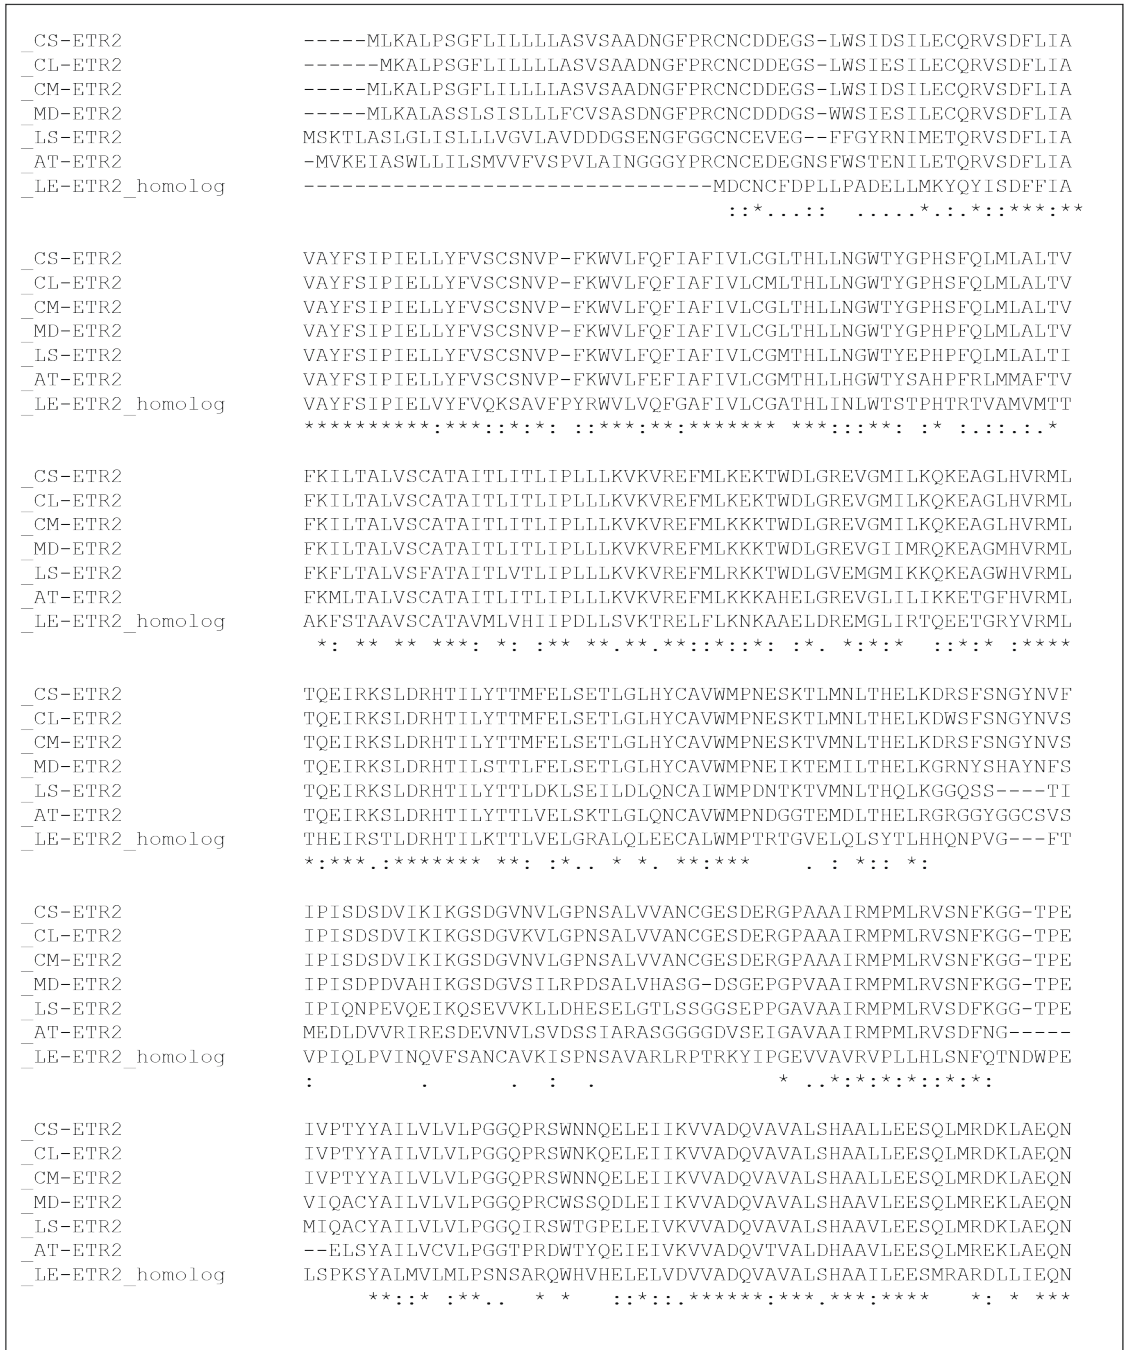 _CS-ETR2 -----MLKALPSGFLILLLLASVSAADNGFPRCNCDDEGS-LWSIDSILECQRVSDFLIA
_CL-ETR2 ------MKALPSGFLILLLLASVSAADNGFPRCNCDDEGS-LWSIESILECQRVSDFLIA
_CM-ETR2 -----MLKALPSGFLILLLLASVSAADNGFPRCNCDDEGS-LWSIDSILECQRVSDFLIA
_MD-ETR2 -----MLKALASSLSISLLLFCVSASDNGFPRCNCDDDGS-WWSIESILECQRVSDFLIA
_LS-ETR2 MSKTLASLGLISLLLVGVLAVDDDGSENGFGGCNCEVEG--FFGYRNIMETQRVSDFLIA
_AT-ETR2 -MVKEIASWLLILSMVVFVSPVLAINGGGYPRCNCEDEGNSFWSTENILETQRVSDFLIA
_LE-ETR2_homolog --------------------------------MDCNCFDPLLPADELLMKYQYISDFFIA
::*...:: .....*.:.*::***:**
_CS-ETR2 VAYFSIPIELLYFVSCSNVP-FKWVLFQFIAFIVLCGLTHLLNGWTYGPHSFQLMLALTV
_CL-ETR2 VAYFSIPIELLYFVSCSNVP-FKWVLFQFIAFIVLCMLTHLLNGWTYGPHSFQLMLALTV
_CM-ETR2 VAYFSIPIELLYFVSCSNVP-FKWVLFQFIAFIVLCGLTHLLNGWTYGPHSFQLMLALTV
_MD-ETR2 VAYFSIPIELLYFVSCSNVP-FKWVLFQFIAFIVLCGLTHLLNGWTYGPHPFQLMLALTV
_LS-ETR2 VAYFSIPIELLYFVSCSNVP-FKWVLFQFIAFIVLCGMTHLLNGWTYEPHPFQLMLALTI
_AT-ETR2 VAYFSIPIELLYFVSCSNVP-FKWVLFEFIAFIVLCGMTHLLHGWTYSAHPFRLMMAFTV
_LE-ETR2_homolog VAYFSIPIELVYFVQKSAVFPYRWVLVQFGAFIVLCGATHLINLWTSTPHTRTVAMVMTT
**********:***::*:*: ::***:**:******* ***:::**: :* :.::.:.*
_CS-ETR2 FKILTALVSCATAITLITLIPLLLKVKVREFMLKEKTWDLGREVGMILKQKEAGLHVRML
_CL-ETR2 FKILTALVSCATAITLITLIPLLLKVKVREFMLKEKTWDLGREVGMILKQKEAGLHVRML
_CM-ETR2 FKILTALVSCATAITLITLIPLLLKVKVREFMLKKKTWDLGREVGMILKQKEAGLHVRML
_MD-ETR2 FKILTALVSCATAITLITLIPLLLKVKVREFMLKKKTWDLGREVGIIMRQKEAGMHVRML
_LS-ETR2 FKFLTALVSFATAITLVTLIPLLLKVKVREFMLRKKTWDLGVEMGMIKKQKEAGWHVRML
_AT-ETR2 FKMLTALVSCATAITLITLIPLLLKVKVREFMLKKKAHELGREVGLILIKKETGFHVRML
_LE-ETR2_homolog AKFSTAAVSCATAVMLVHIIPDLLSVKTRELFLKNKAAELDREMGLIRTQEETGRYVRML
*: ** ** ***: *: :** **.**.**::*::: *:. *:*:* ::*:* :****
_CS-ETR2 TQEIRKSLDRHTILYTTMFELSETLGLHYCAVWMPNESKTLMNLTHELKDRSFSNGYNVF
_CL-ETR2 TQEIRKSLDRHTILYTTMFELSETLGLHYCAVWMPNESKTLMNLTHELKDWSFSNGYNVS
_CM-ETR2 TQEIRKSLDRHTILYTTMFELSETLGLHYCAVWMPNESKTVMNLTHELKDRSFSNGYNVS
_MD-ETR2 TQEIRKSLDRHTILSTTLFELSETLGLHYCAVWMPNEIKTEMILTHELKGRNYSHAYNFS
_LS-ETR2 TQEIRKSLDRHTILYTTLDKLSEILDLQNCAIWMPDNTKTVMNLTHQLKGGQSS----TI
_AT-ETR2 TQEIRKSLDRHTILYTTLVELSKTLGLQNCAVWMPNDGGTEMDLTHELRGRGGYGGCSVS
_LE-ETR2_homolog THEIRSTLDRHTILKTTLVELGRALQLEECALWMPTRTGVELQLSYTLHHQNPVG---FT
*:***.:******* **: :*.. * *. **:*** . : *:: *:
_CS-ETR2 IPISDSDVIKIKGSDGVNVLGPNSALVVANCGESDERGPAAAIRMPMLRVSNFKGG-TPE
_CL-ETR2 IPISDSDVIKIKGSDGVKVLGPNSALVVANCGESDERGPAAAIRMPMLRVSNFKGG-TPE
_CM-ETR2 IPISDSDVIKIKGSDGVNVLGPNSALVVANCGESDERGPAAAIRMPMLRVSNFKGG-TPE
_MD-ETR2 IPISDPDVAHIKGSDGVSILRPDSALVHASG-DSGEPGPVAAIRMPMLRVSNFKGG-TPE
_LS-ETR2 IPIQNPEVQEIKQSEVVKLLDHESELGTLSSGGSEPPGAVAAIRMPMLRVSDFKGG-TPE
_AT-ETR2 MEDLDVVRIRESDEVNVLSVDSSIARASGGGGDVSEIGAVAAIRMPMLRVSDFNG-----
_LE-ETR2_homolog VPIQLPVINQVFSANCAVKISPNSAVARLRPTRKYIPGEVVAVRVPLLHLSNFQTNDWPE
: . . : . * ..*:*:*:*::*:*:
_CS-ETR2 IVPTYYAILVLVLPGGQPRSWNNQELEIIKVVADQVAVALSHAALLEESQLMRDKLAEQN
_CL-ETR2 IVPTYYAILVLVLPGGQPRSWNKQELEIIKVVADQVAVALSHAALLEESQLMRDKLAEQN
_CM-ETR2 IVPTYYAILVLVLPGGQPRSWNNQELEIIKVVADQVAVALSHAALLEESQLMRDKLAEQN
_MD-ETR2 VIQACYAILVLVLPGGQPRCWSSQDLEIIKVVADQVAVALSHAAVLEESQLMREKLAEQN
_LS-ETR2 MIQACYAILVLVLPGGQIRSWTGPELEIVKVVADQVAVALSHAAVLEESQLMRDKLAEQN
_AT-ETR2 --ELSYAILVCVLPGGTPRDWTYQEIEIVKVVADQVTVALDHAAVLEESQLMREKLAEQN
_LE-ETR2_homolog LSPKSYALMVLMLPSNSARQWHVHELELVDVVADQVAVALSHAAILEESMRARDLLIEQN
**::* :**.. * * ::*::.******:***.***:**** *: * ***